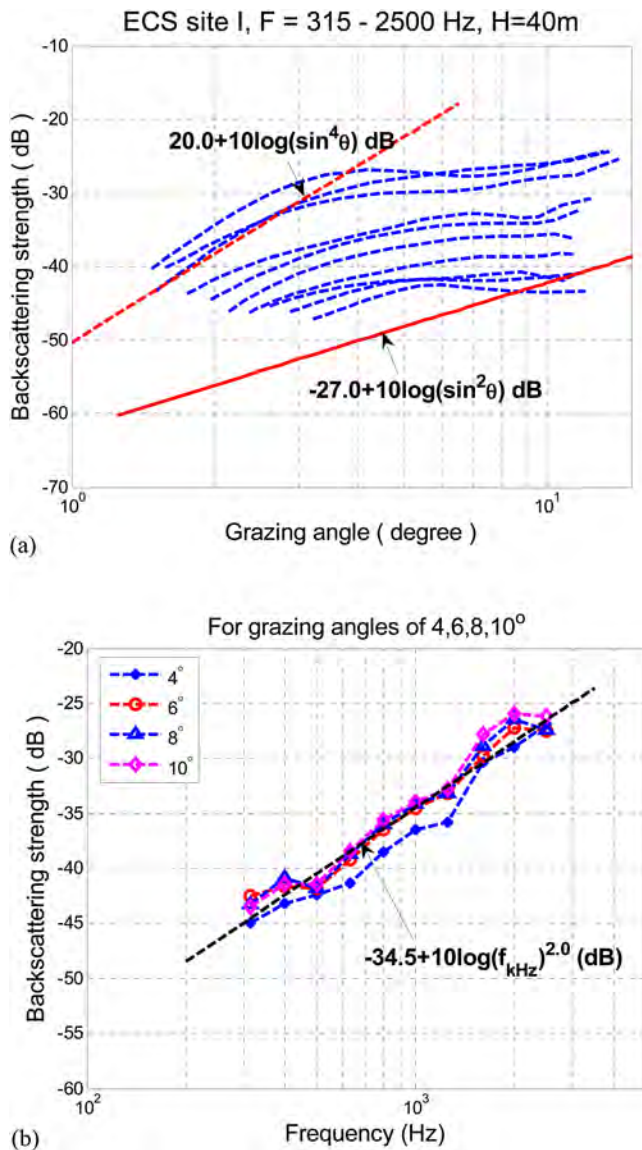 ECS site I, F = 315 - 2500 Hz, H=40m
-10
-20
-30
-40
-50
-60
-70
Backscattering strength ( dB )
20.0+10log(sin⁴θ) dB
-27.0+10log(sin²θ) dB
10⁰
10¹
Grazing angle ( degree )
(a)
For grazing angles of 4,6,8,10°
-20
-25
-30
-35
-40
-45
-50
-55
-60
Backscattering strength ( dB )
4°
6°
8°
10°
-34.5+10log(f_kHz)^2.0 (dB)
10²
10³
Frequency (Hz)
(b)